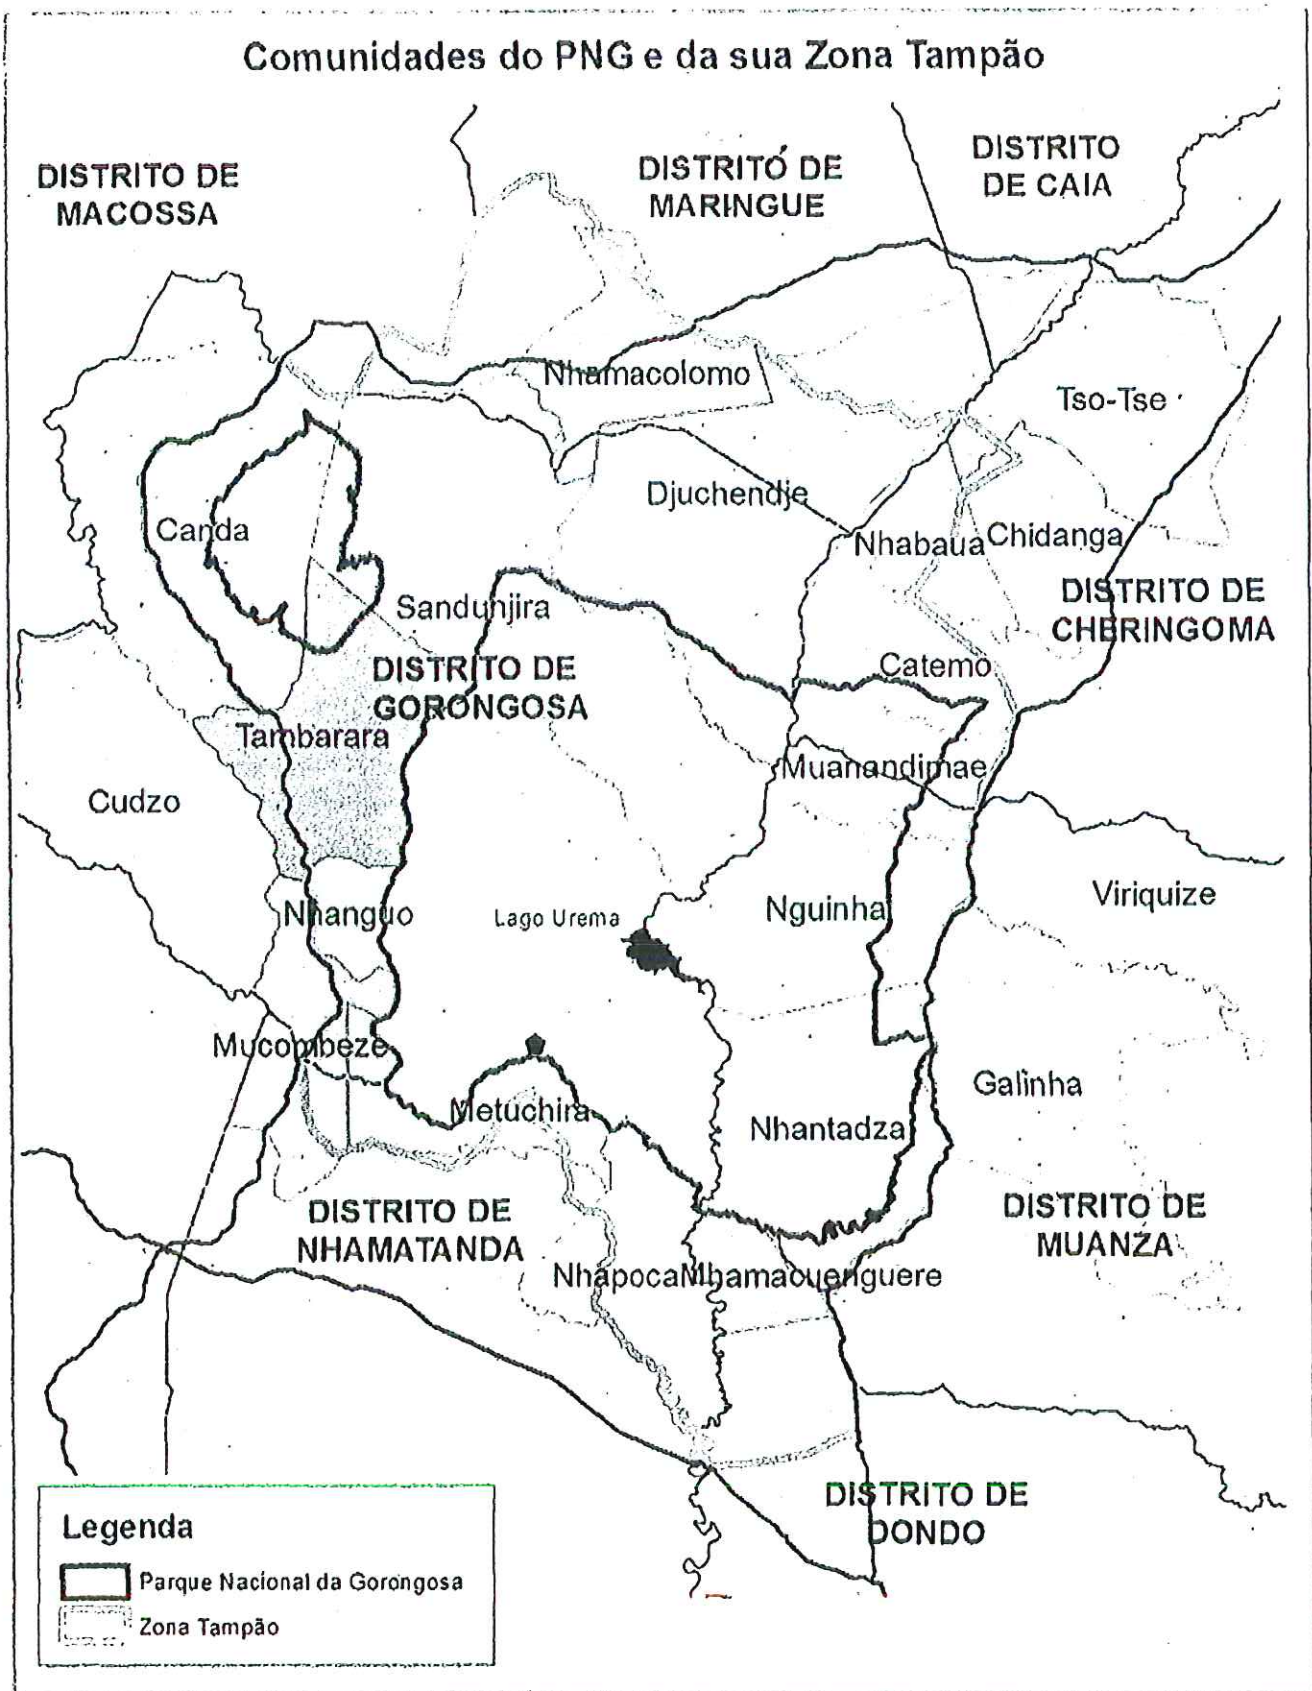 Comunidades do PNG e da sua Zona Tampão
DISTRITO DE
MACOSSA
DISTRITO DE
MARINGUE
DISTRITO
DE CAIA
Nhamacolomo
Tso-Tse
Djuchendje
Canda
Nhabaua
Chidanga
Sandunjira
DISTRITO DE
CHERINGOMA
DISTRITO DE
GORONGOSA
Catemo
Tambarara
Muanandimae
Cudzo
Viriquize
Nhanguo
Lago Urema
Nguinha
Mucombeze
Galinha
Metuchira
Nhantadza
DISTRITO DE
NHAMATANDA
DISTRITO DE
MUANZA
Nhapoca
Mhamacuenguere
DISTRITO DE
DONDO
Legenda
Parque Nacional da Gorongosa
Zona Tampão